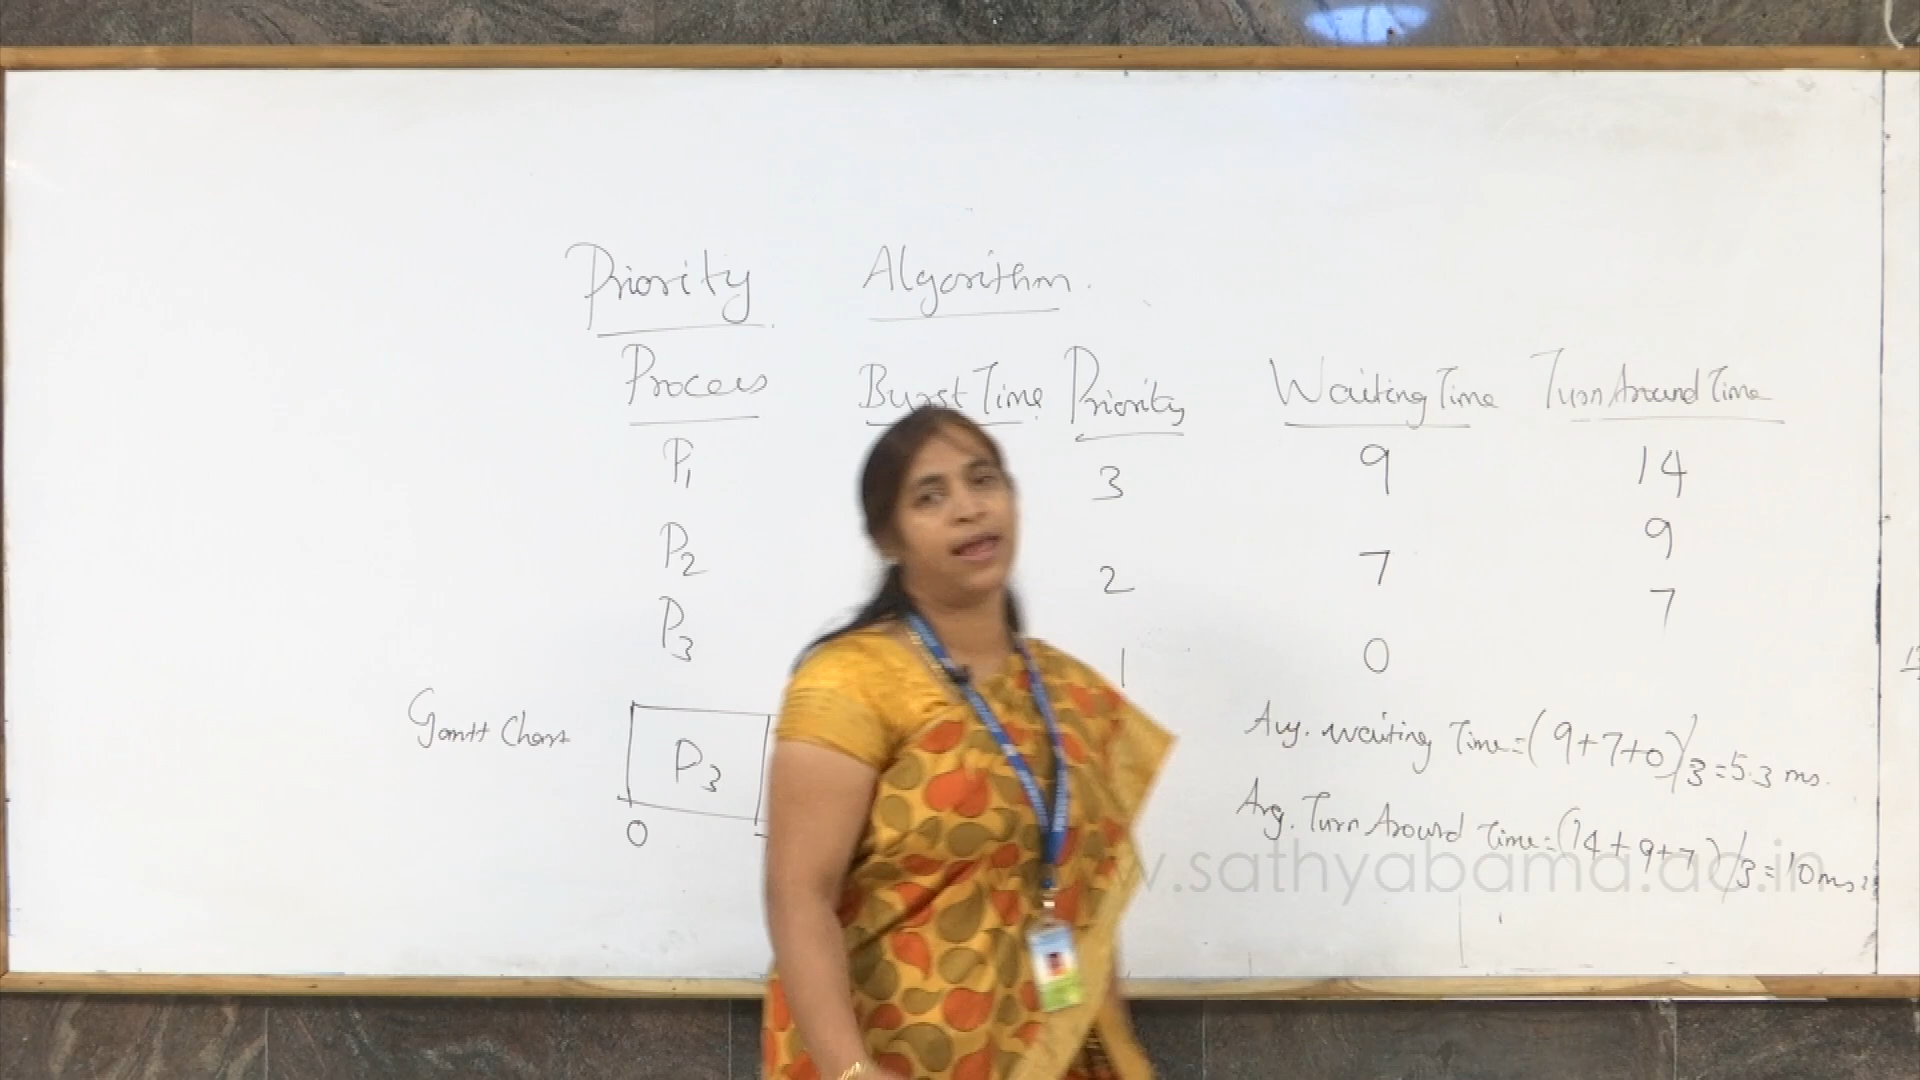 Priority Algorithm.
Process Burst Time Priority Waiting Time Turn Around Time
P1 3 9 14
P2 2 7 9
P3 1 0 7
Gantt Chart P3
0
Avg. waiting Time = (9+7+0)/3 = 5.3 ms.
Avg. Turn Around Time = (14+9+7)/3 = 10ms.
www.sathyabama.ac.in